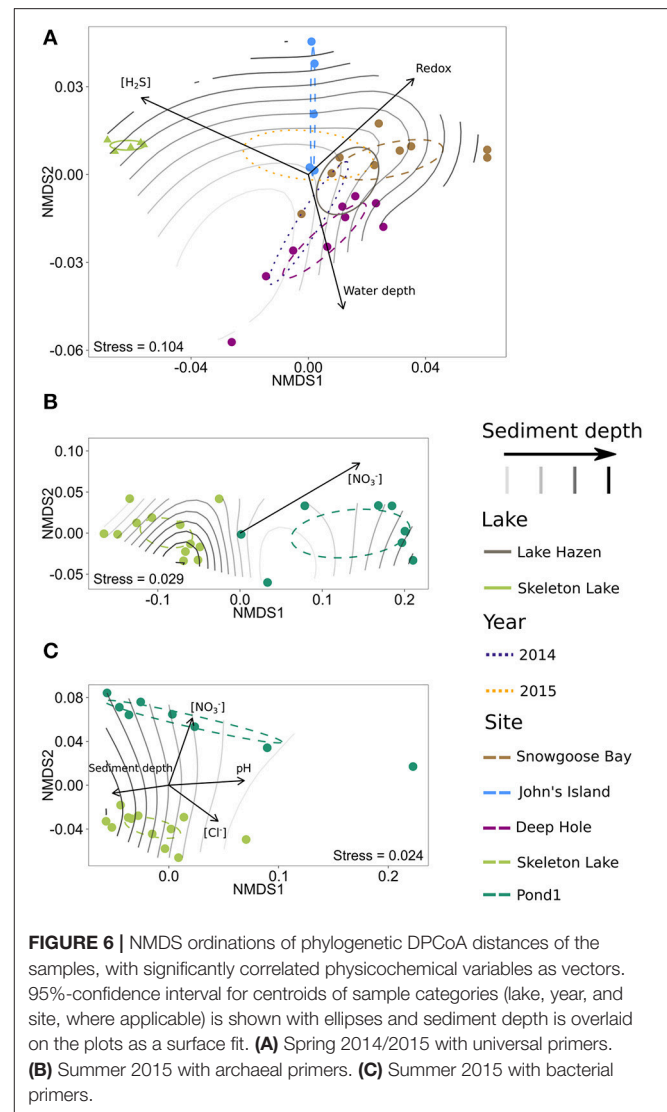 A
[H₂S]
Redox
Water depth
0.03
0.00
-0.03
-0.06
NMDS2
Stress = 0.104
-0.04
0.00
0.04
NMDS1
B
[NO₃⁻]
0.10
0.05
0.00
-0.05
NMDS2
Stress = 0.029
-0.1
0.0
0.1
0.2
NMDS1
C
[NO₃⁻]
Sediment depth
pH
[Cl⁻]
0.08
0.04
0.00
-0.04
NMDS2
Stress = 0.024
0.0
0.1
0.2
NMDS1
Sediment depth
Lake
Lake Hazen
Skeleton Lake
Year
2014
2015
Site
Snowgoose Bay
John's Island
Deep Hole
Skeleton Lake
Pond1
FIGURE 6 | NMDS ordinations of phylogenetic DPCoA distances of the
samples, with significantly correlated physicochemical variables as vectors.
95%-confidence interval for centroids of sample categories (lake, year, and
site, where applicable) is shown with ellipses and sediment depth is overlaid
on the plots as a surface fit. (A) Spring 2014/2015 with universal primers.
(B) Summer 2015 with archaeal primers. (C) Summer 2015 with bacterial
primers.